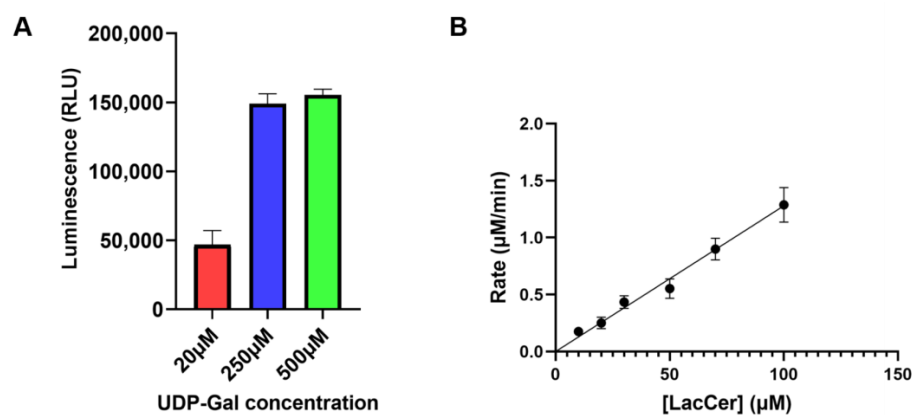 A
200,000
150,000
100,000
50,000
0
Luminescence (RLU)
20µM
250µM
500µM
UDP-Gal concentration
B
2.0
1.5
1.0
0.5
0.0
Rate (µM/min)
0
50
100
150
[LacCer] (µM)